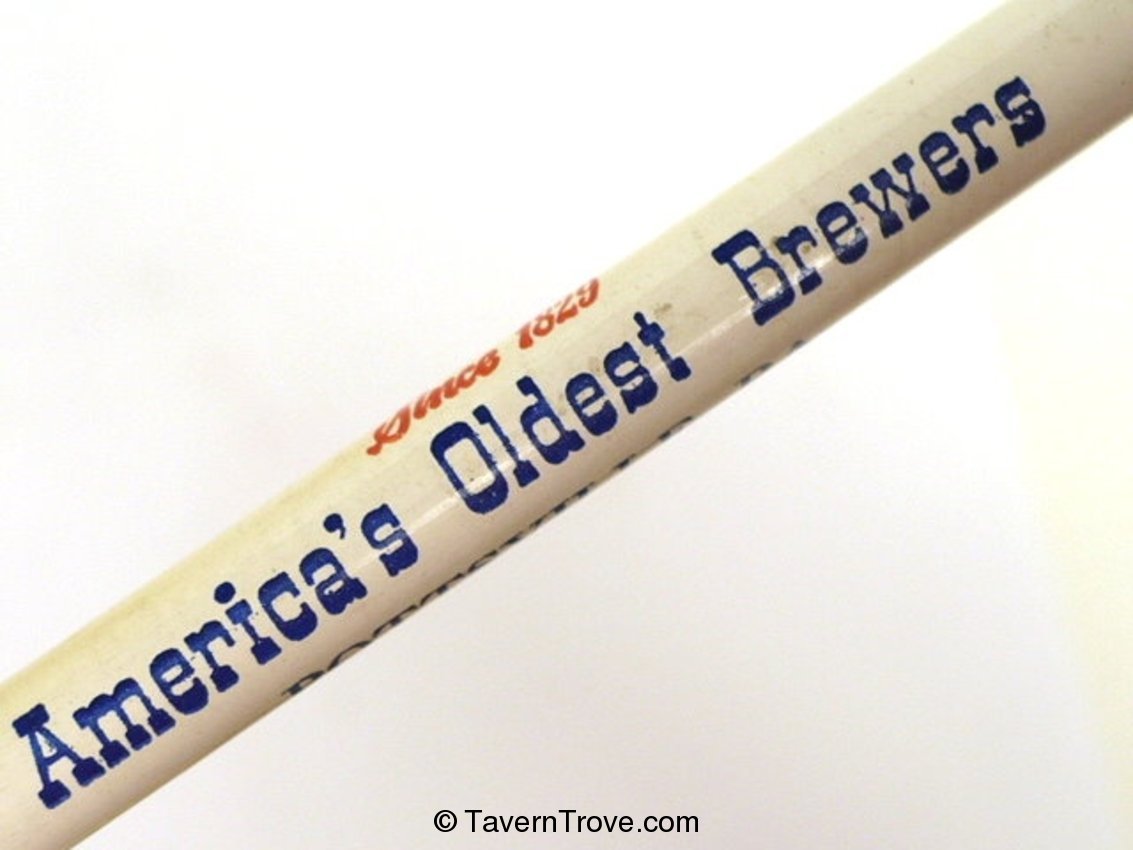 Since 1829
America's Oldest Brewers
© TavernTrove.com